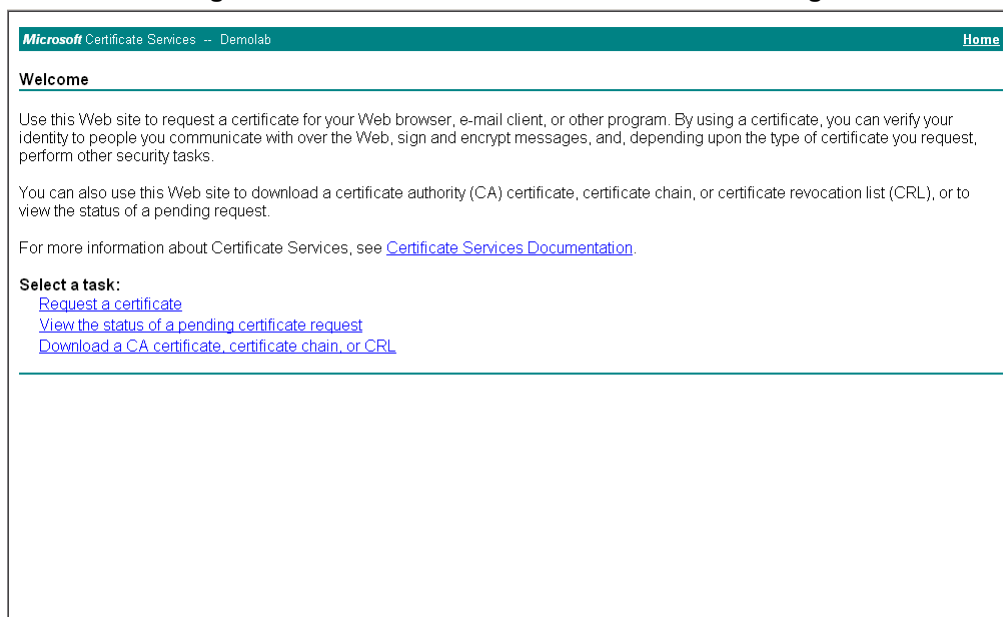 Microsoft Certificate Services -- Demolab
Home
Welcome
Use this Web site to request a certificate for your Web browser, e-mail client, or other program. By using a certificate, you can verify your
identity to people you communicate with over the Web, sign and encrypt messages, and, depending upon the type of certificate you request,
perform other security tasks.
You can also use this Web site to download a certificate authority (CA) certificate, certificate chain, or certificate revocation list (CRL), or to
view the status of a pending request.
For more information about Certificate Services, see Certificate Services Documentation.
Select a task:
Request a certificate
View the status of a pending certificate request
Download a CA certificate, certificate chain, or CRL